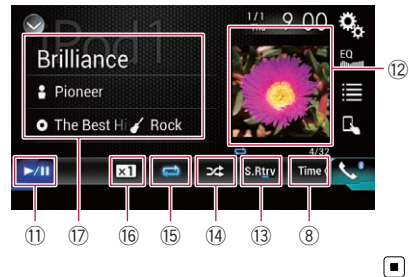 iPod1
1/1 9:00
Thu
EQ
Brilliance
Pioneer
The Best Hi Rock
4/32
x1 S.Rtrv Time
⑫
⑪ ⑰ ⑯ ⑮ ⑭ ⑬ ⑧